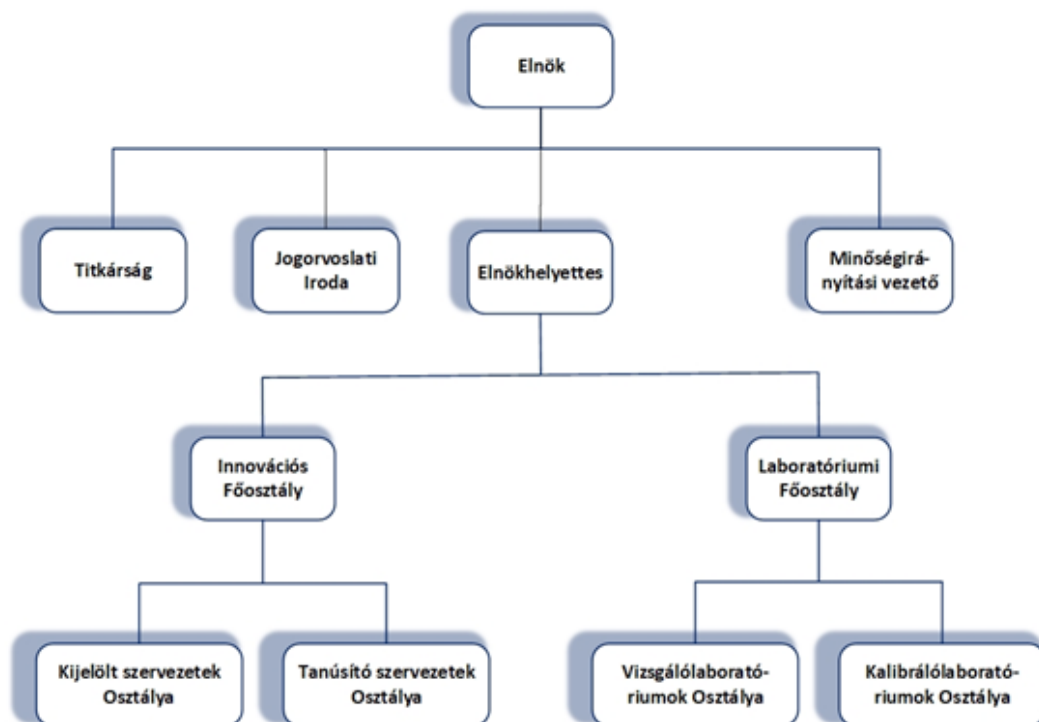 Elnök
Titkárság
Jogorvoslati
Iroda
Elnökhelyettes
Minőségirá-
nyítási vezető
Innovációs
Főosztály
Laboratóriumi
Főosztály
Kijelölt szervezetek
Osztálya
Tanúsító szervezetek
Osztálya
Vizsgálólaborató-
riumok Osztálya
Kalibrálólaborató-
riumok Osztálya